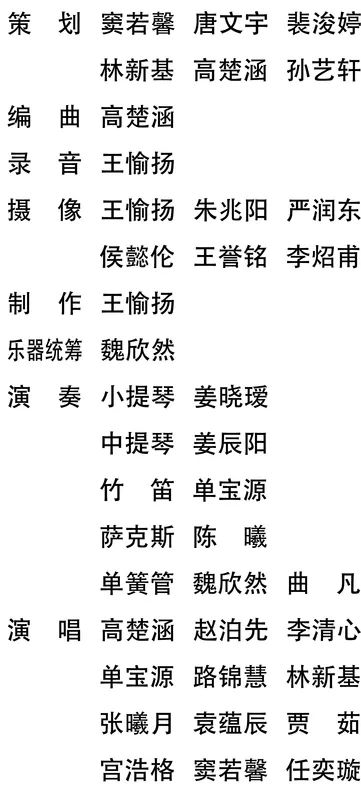 策 划 窦若馨 唐文宇 裴浚婷
林新基 高楚涵 孙艺轩
编 曲 高楚涵
录 音 王愉扬
摄 像 王愉扬 朱兆阳 严润东
侯懿伦 王誉铭 李炤甫
制 作 王愉扬
乐器统筹 魏欣然
演 奏 小提琴 姜晓瑷
中提琴 姜辰阳
竹 笛 单宝源
萨克斯 陈 曦
单簧管 魏欣然 曲 凡
演 唱 高楚涵 赵泊先 李清心
单宝源 路锦慧 林新基
张曦月 袁蕴辰 贾 茹
宫浩格 窦若馨 任奕璇